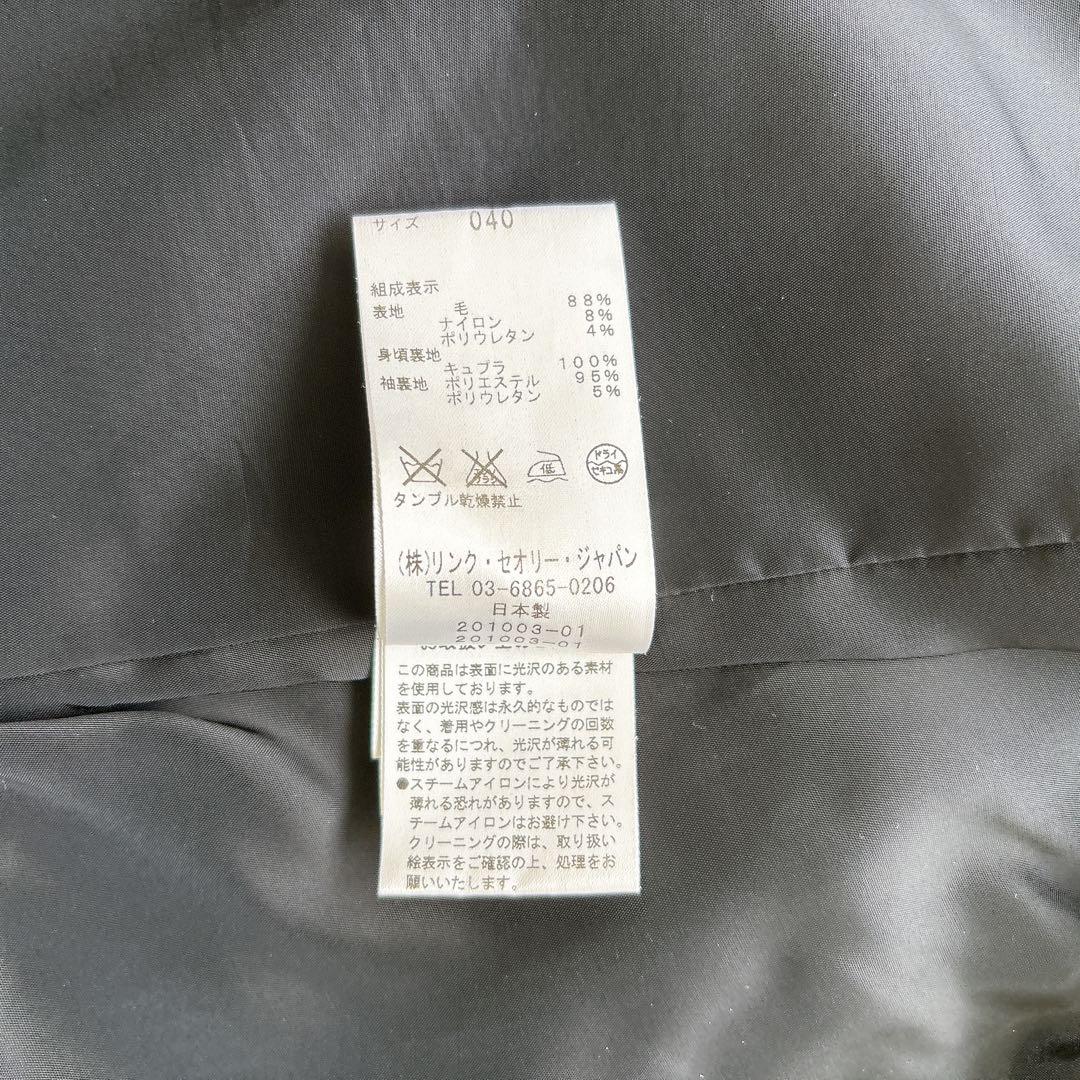 サイズ 040
組成表示
表地 毛 88%
ナイロン 8%
ポリウレタン 4%
身頃裏地 キュプラ 100%
袖裏地 ポリエステル 95%
ポリウレタン 5%
低 ドライ
セキユ系
タンブル乾燥禁止
(株)リンク・セオリー・ジャパン
TEL 03-6865-0206
日本製
201003-01
201003-01
この商品は表面に光沢のある素材
を使用しております。
表面の光沢感は永久的なものでは
なく、着用やクリーニングの回数
を重なるにつれ、光沢が薄れる可
能性がありますのでご了承下さい。
●スチームアイロンにより光沢が
薄れる恐れがありますので、ス
チームアイロンはお避け下さい。
クリーニングの際は、取り扱い
絵表示をご確認の上、処理をお
願いいたします。